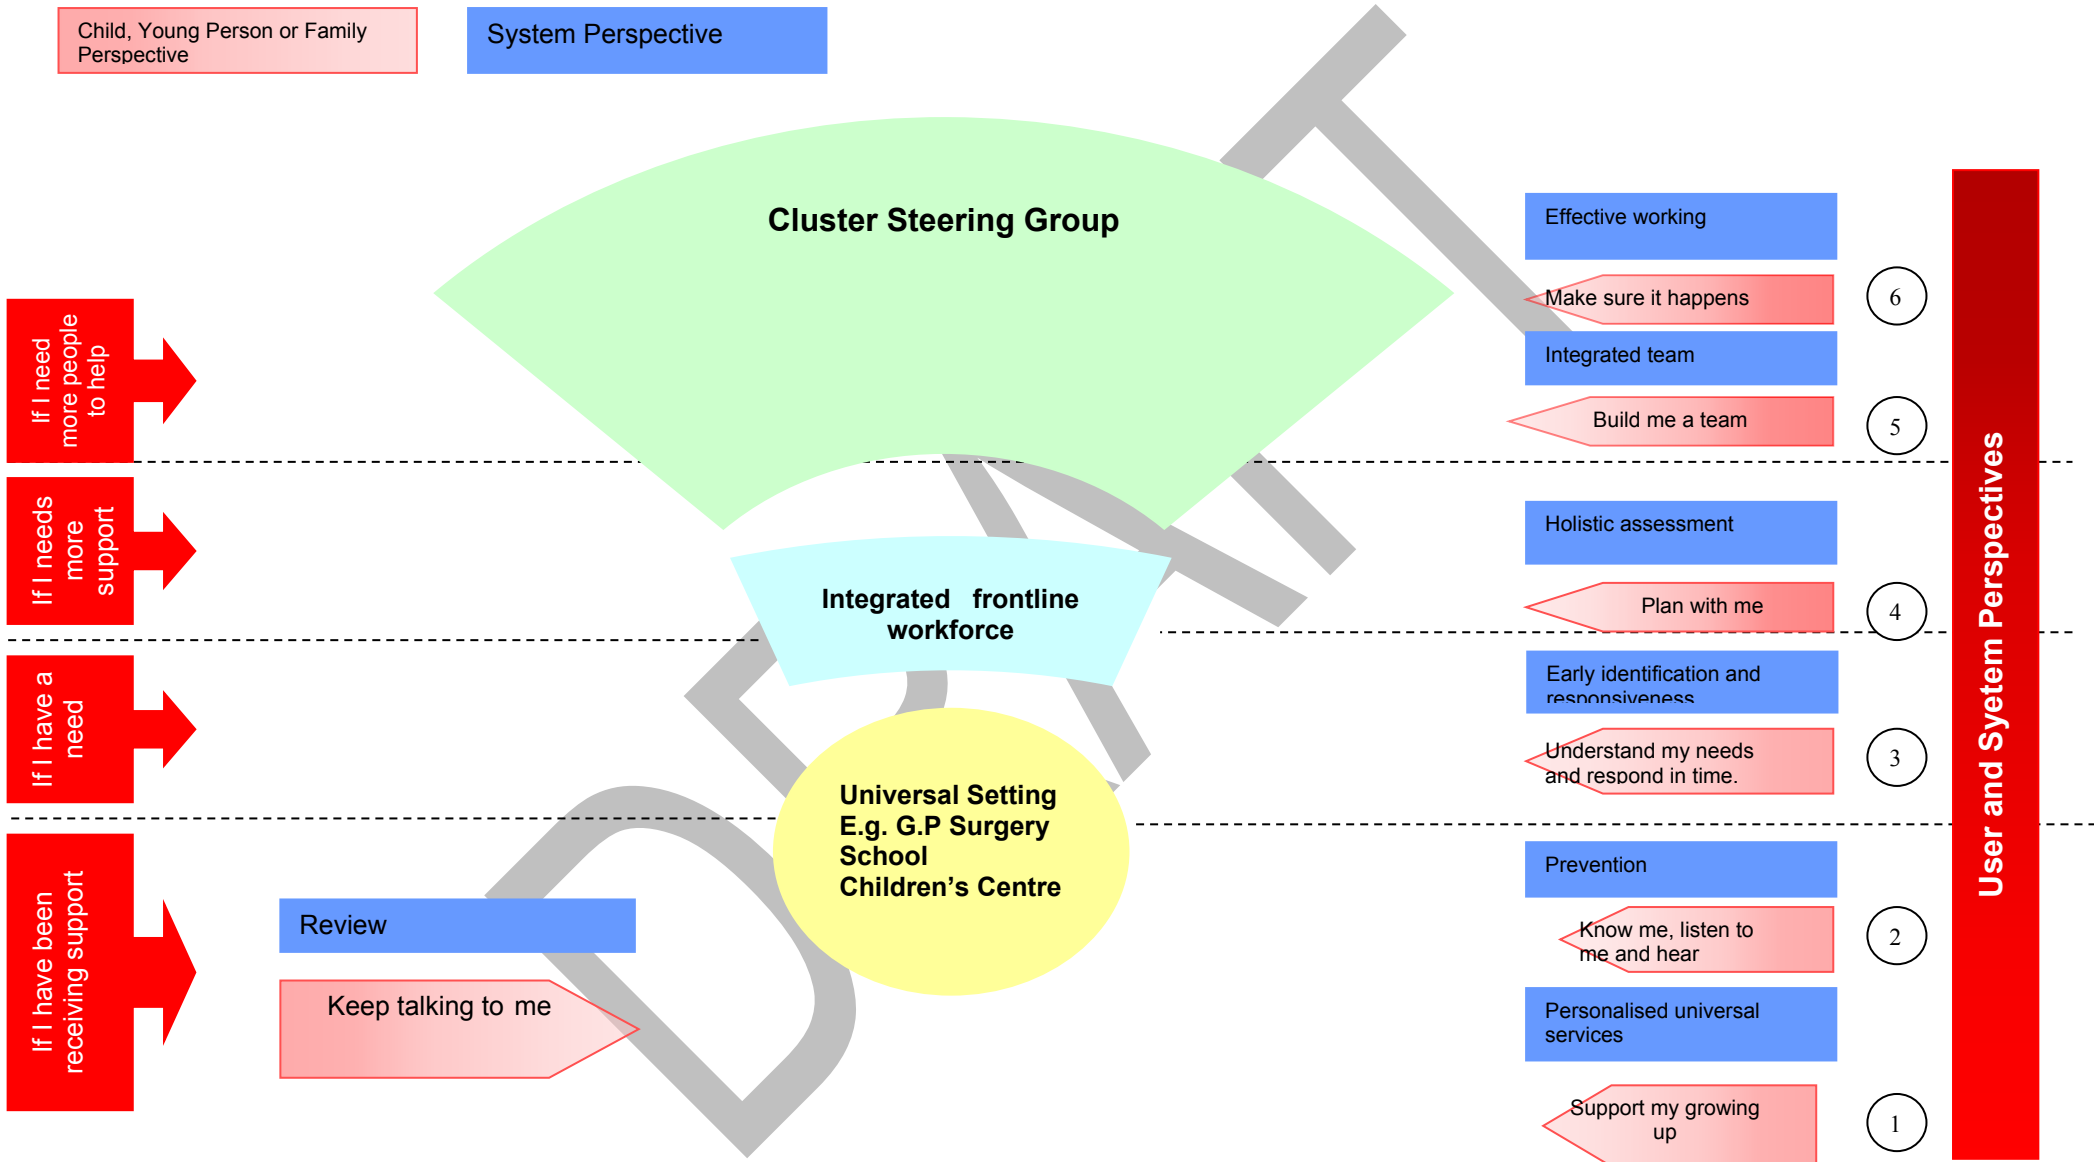 Child, Young Person or Family
Perspective
System Perspective
Cluster Steering Group
Effective working
Make sure it happens
6
Integrated team
Build me a team
5
If I need
more people
to help
If I needs
more
support
Holistic assessment
Plan with me
4
Integrated frontline
workforce
If I have a
need
Early identification and
responsiveness
Understand my needs
and respond in time.
3
Universal Setting
E.g. G.P Surgery
School
Children's Centre
If I have been
receiving support
Review
Keep talking to me
Prevention
Know me, listen to
me and hear
2
Personalised universal
services
Support my growing
up
1
User and Syetem Perspectives
DRAFT